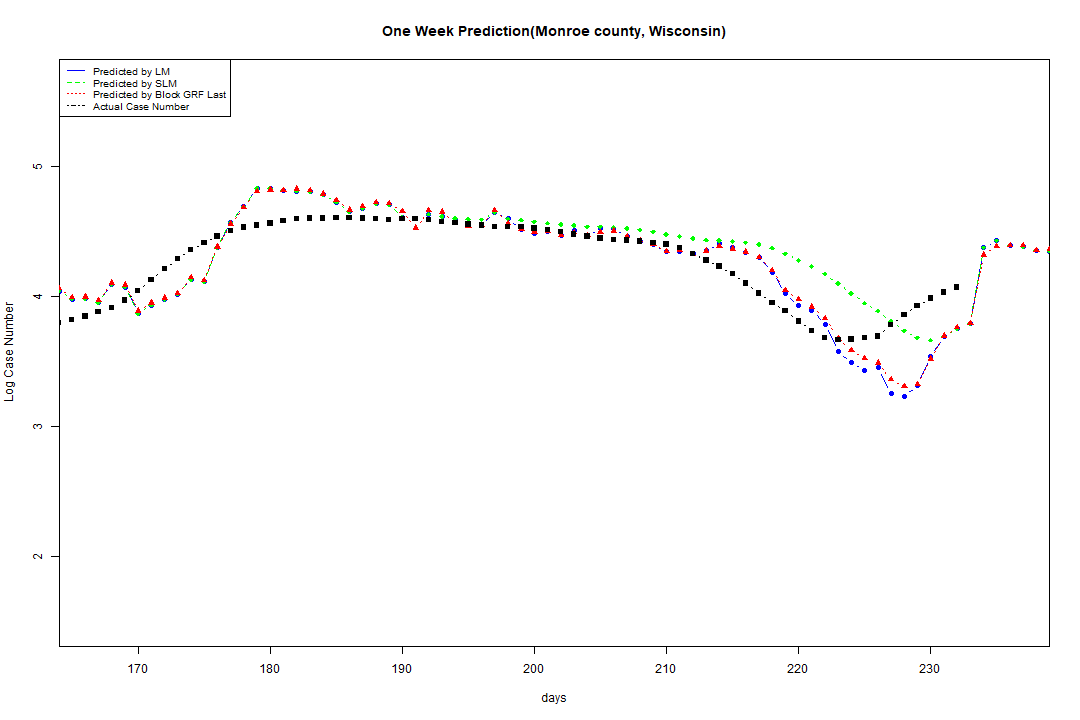 One Week Prediction(Monroe county, Wisconsin)
Predicted by LM
Predicted by SLM
Predicted by Block GRF Last
Actual Case Number
5
4
3
2
Log Case Number
170 180 190 200 210 220 230
days